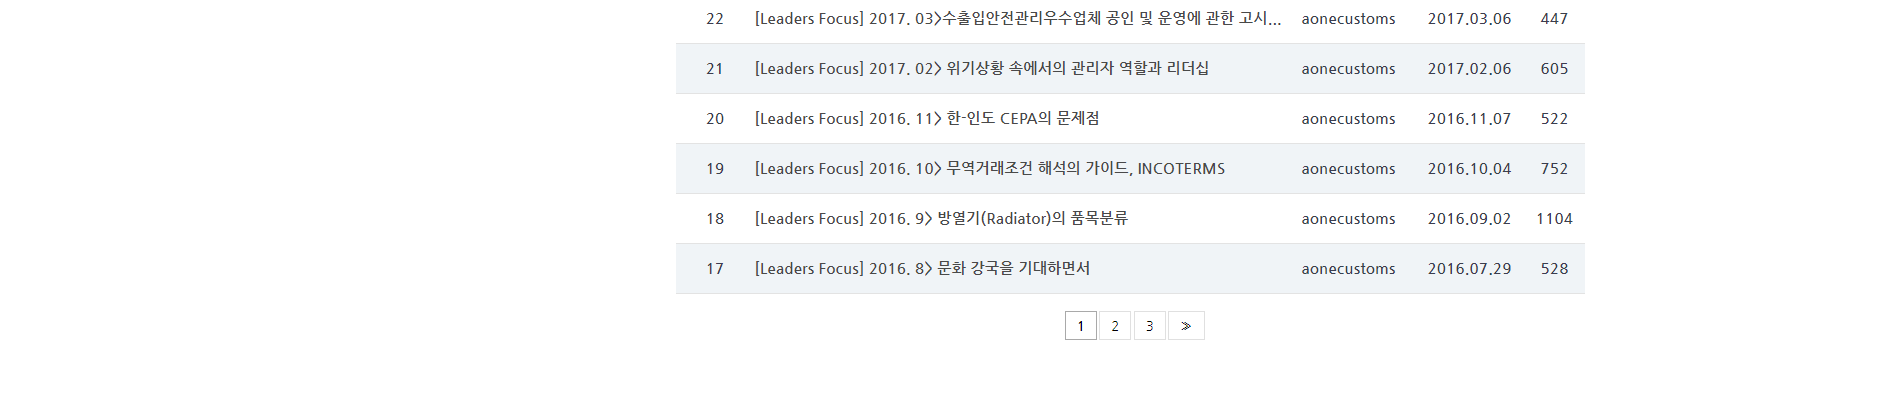 22 [Leaders Focus] 2017. 03>수출입안전관리우수업체 공인 및 운영에 관한 고시... aonecustoms 2017.03.06 447
21 [Leaders Focus] 2017. 02> 위기상황 속에서의 관리자 역할과 리더십 aonecustoms 2017.02.06 605
20 [Leaders Focus] 2016. 11> 한-인도 CEPA의 문제점 aonecustoms 2016.11.07 522
19 [Leaders Focus] 2016. 10> 무역거래조건 해석의 가이드, INCOTERMS aonecustoms 2016.10.04 752
18 [Leaders Focus] 2016. 9> 방열기(Radiator)의 품목분류 aonecustoms 2016.09.02 1104
17 [Leaders Focus] 2016. 8> 문화 강국을 기대하면서 aonecustoms 2016.07.29 528
1 2 3 ≫